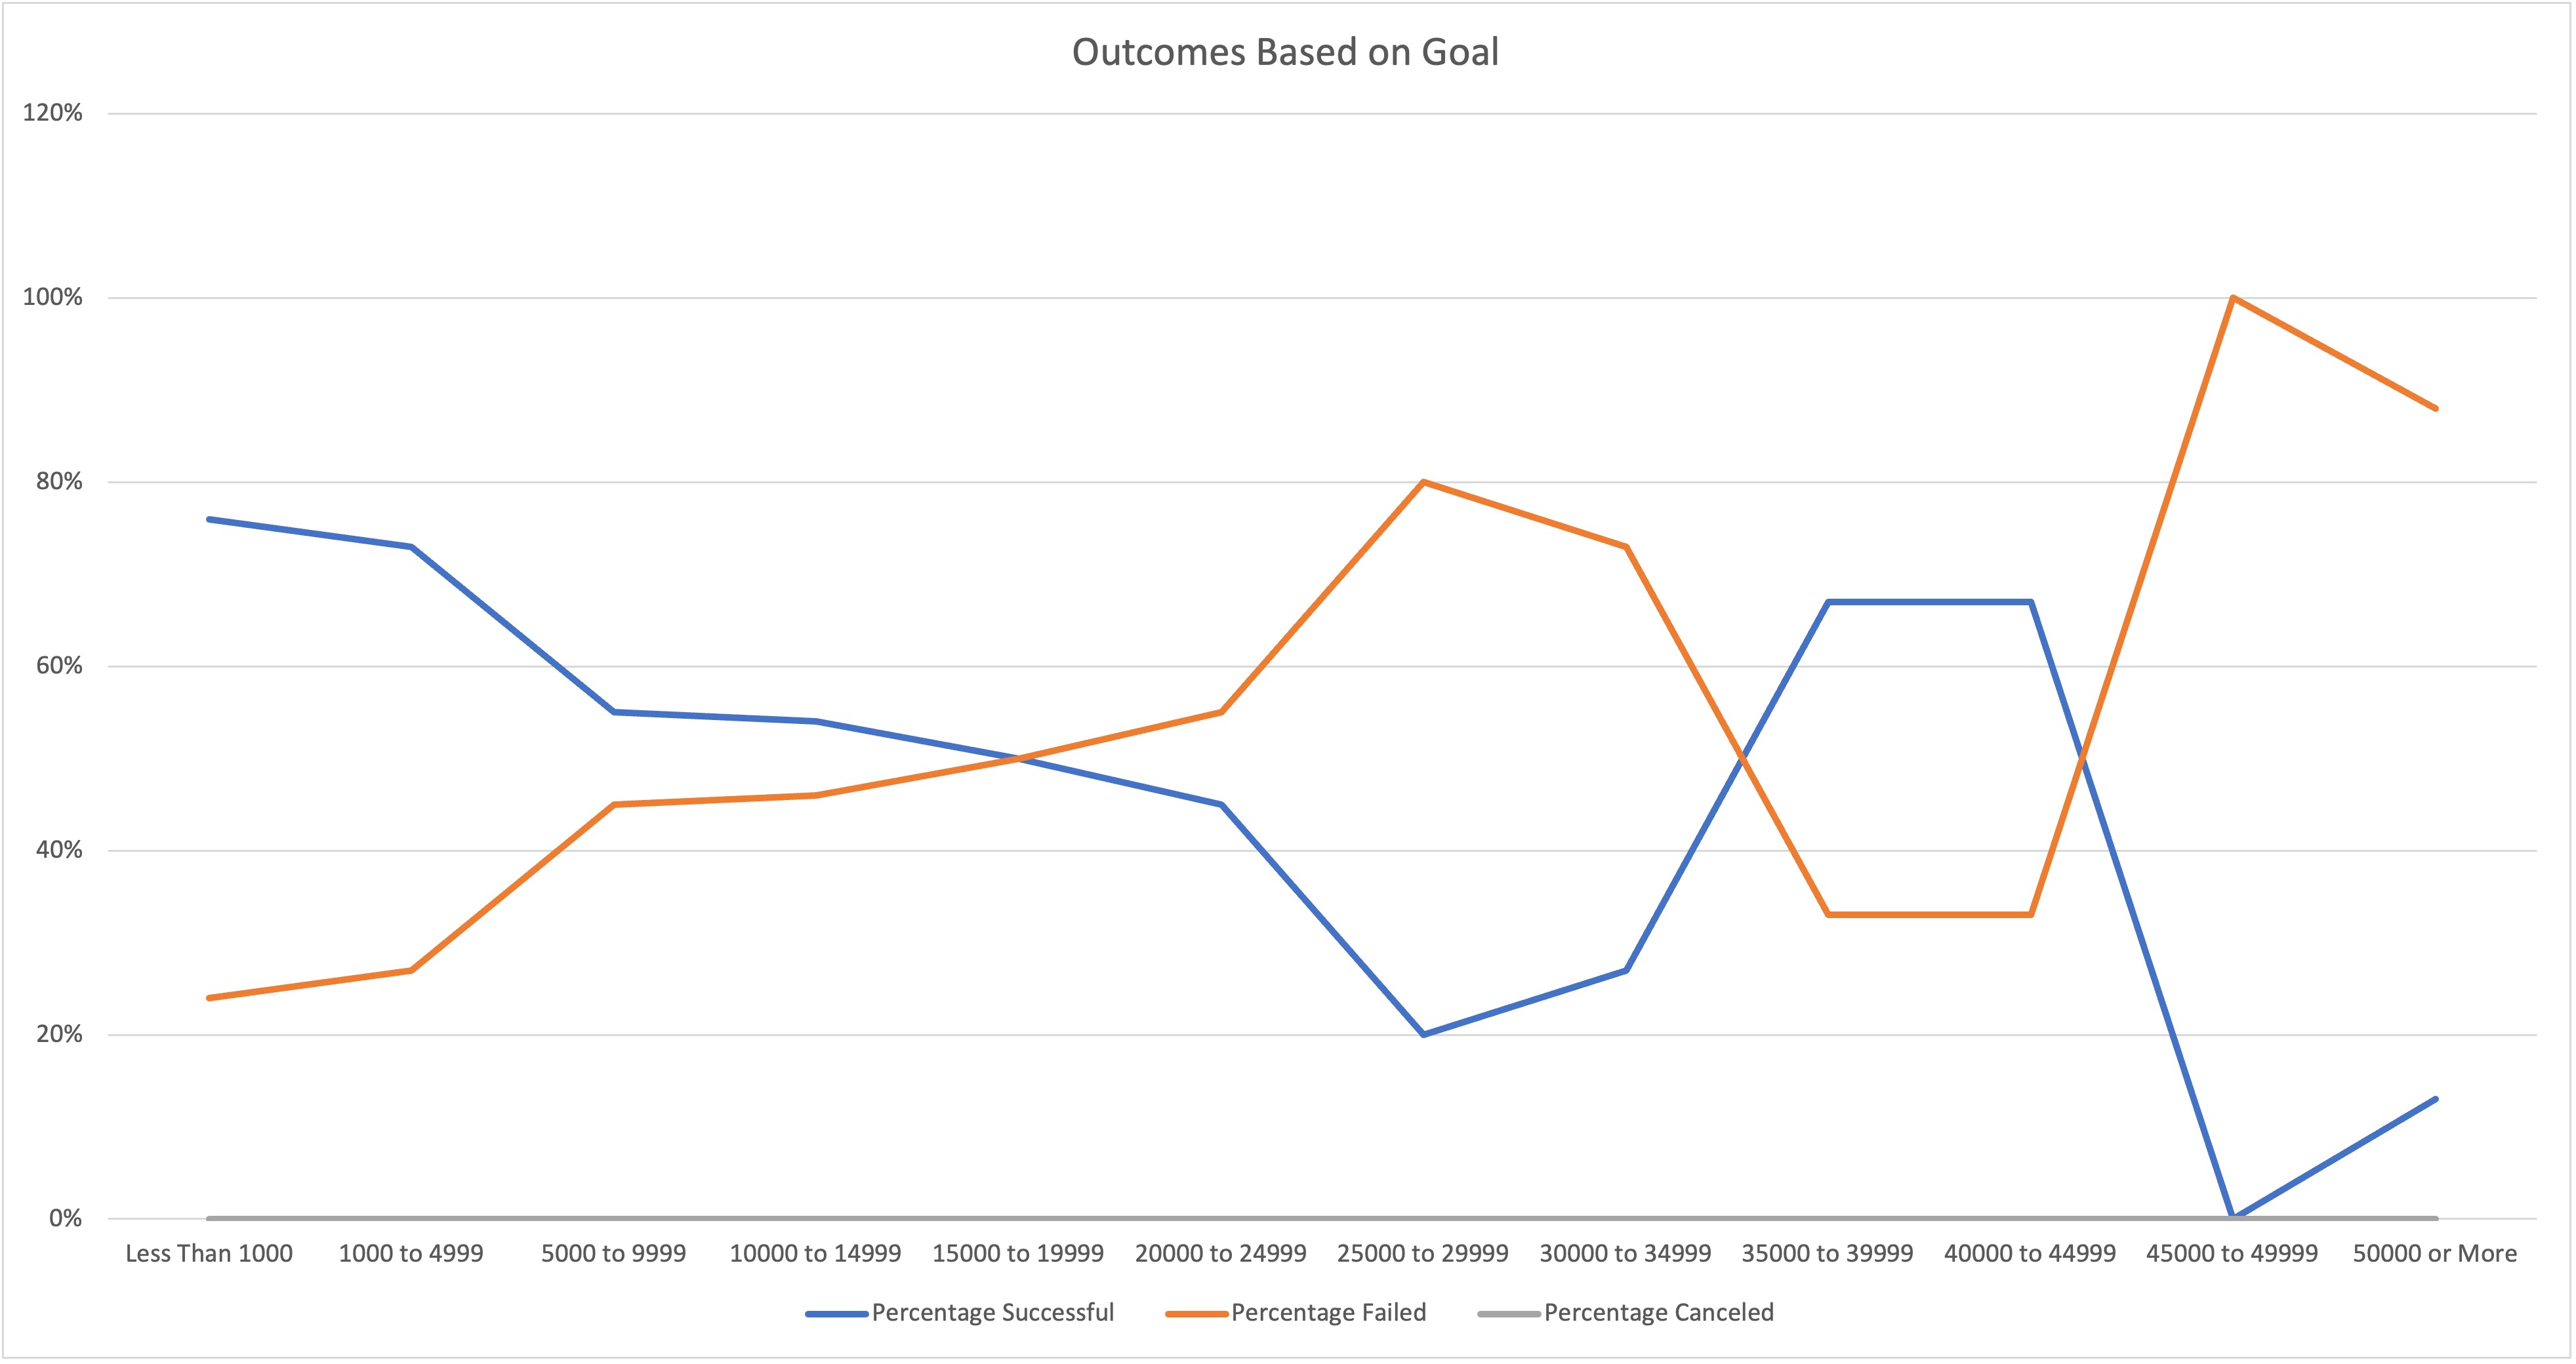 Outcomes Based on Goal
120%
100%
80%
60%
40%
20%
0%
Less Than 1000 1000 to 4999 5000 to 9999 10000 to 14999 15000 to 19999 20000 to 24999 25000 to 29999 30000 to 34999 35000 to 39999 40000 to 44999 45000 to 49999 50000 or More
Percentage Successful Percentage Failed Percentage Canceled